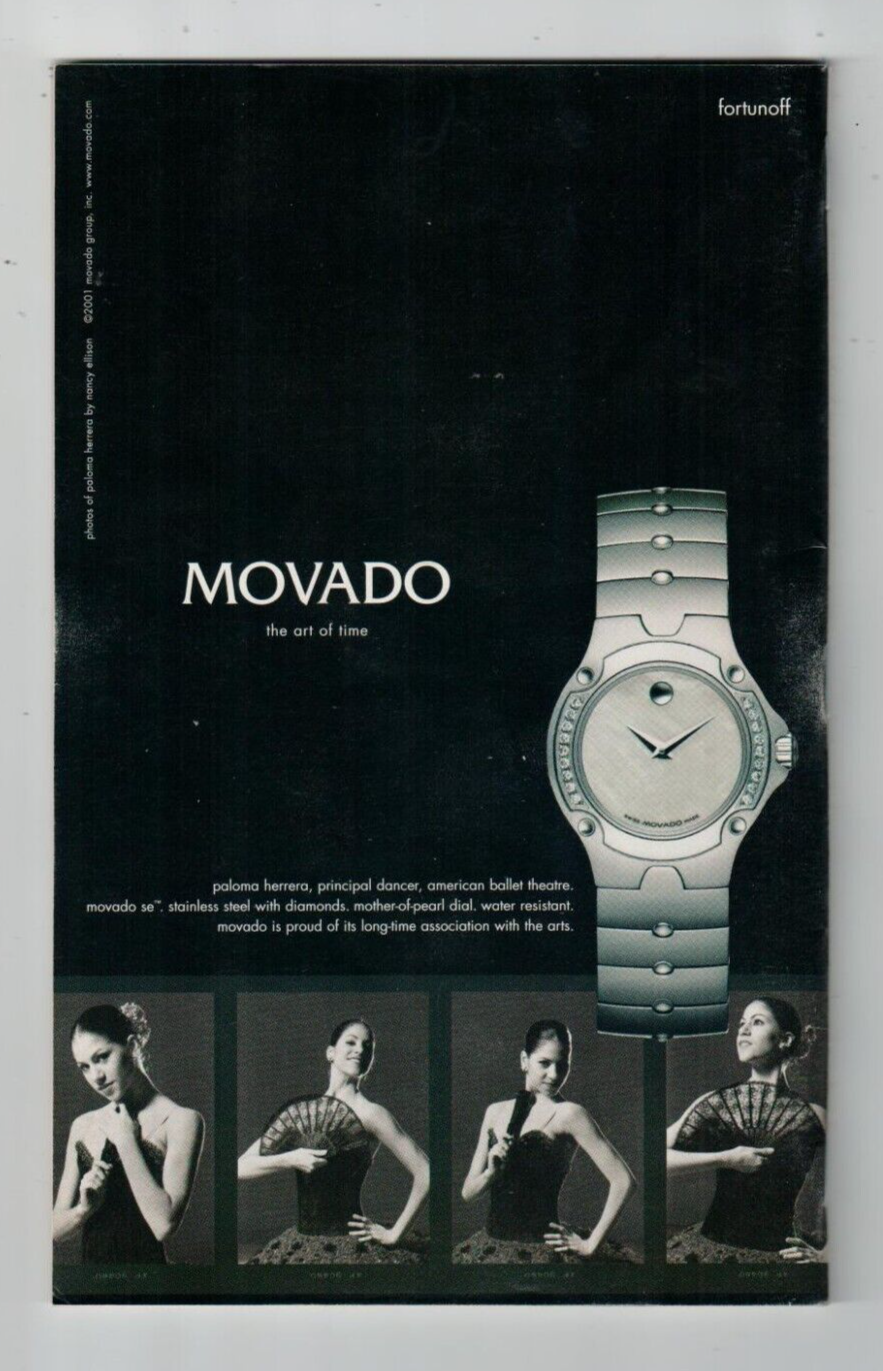 fortunoff
photos of paloma herrera by nancy ellison ©2001 movado group, inc. www.movado.com
MOVADO
the art of time
SWISS MOVADO MADE
paloma herrera, principal dancer, american ballet theatre.
movado se™. stainless steel with diamonds. mother-of-pearl dial. water resistant.
movado is proud of its long-time association with the arts.